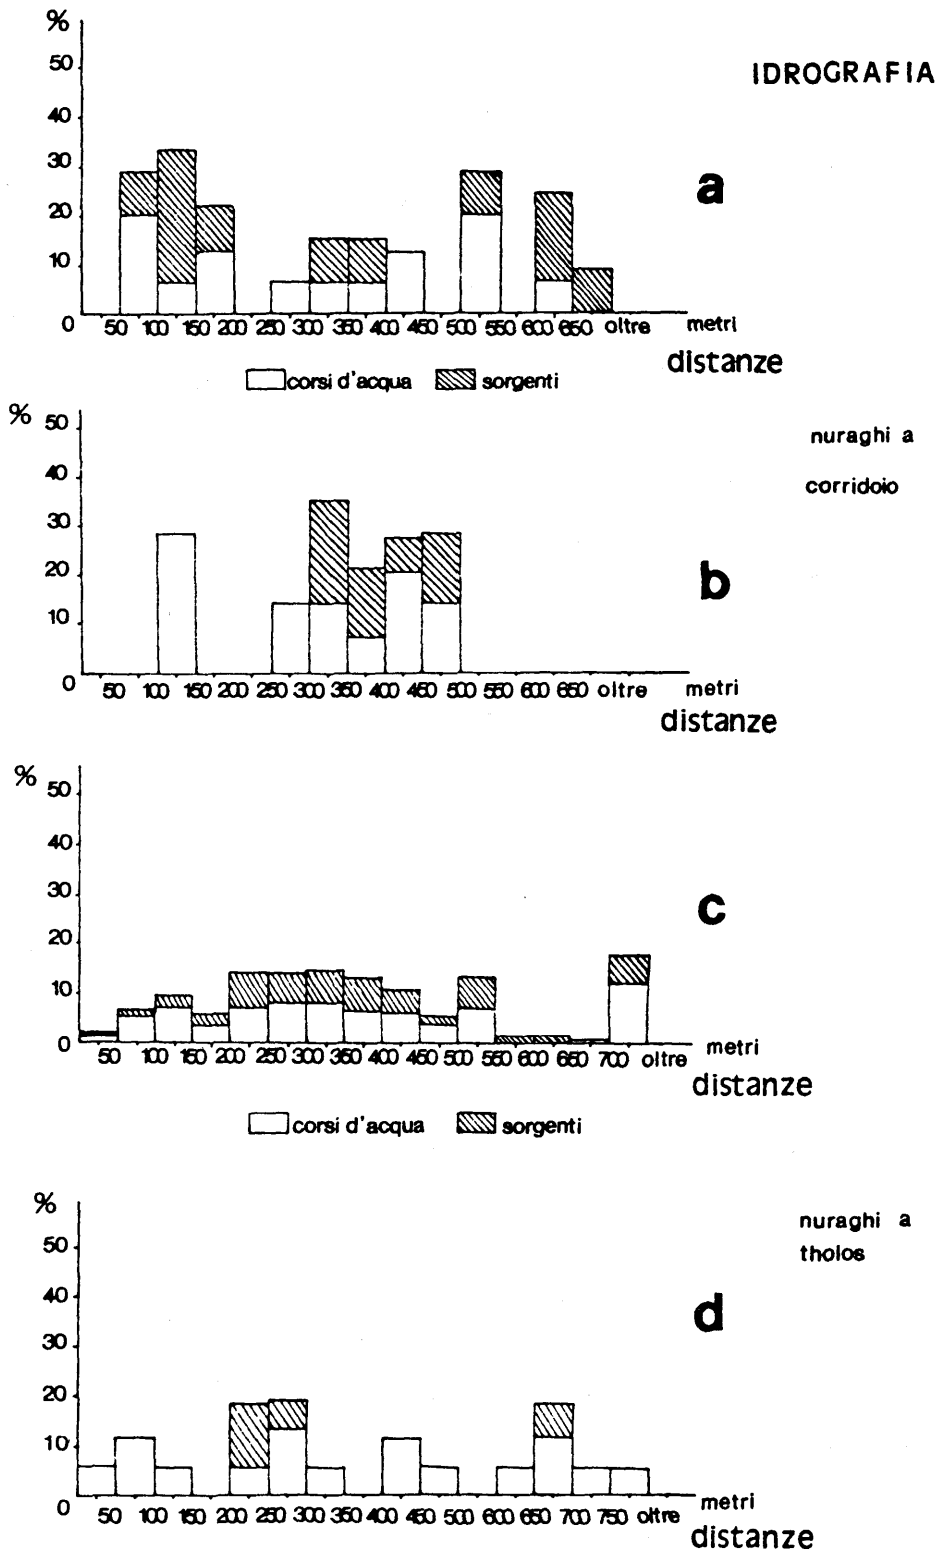 %
50
IDROGRAFIA
40
30
a
20
10
0 50 100 150 200 250 300 350 400 450 500 550 600 650 oltre metri
distanze
corsi d'acqua sorgenti
% 50
nuraghi a
40
corridoio
30
b
20
10
0 50 100 150 200 250 300 350 400 450 500 550 600 650 oltre metri
distanze
%
50
40
30
c
20
10
0 50 100 150 200 250 300 350 400 450 500 550 600 650 700 oltre metri
distanze
corsi d'acqua sorgenti
%
nuraghi a
50
tholos
40
d
30
20
10
0 50 100 150 200 250 300 350 400 450 500 600 650 700 750 oltre metri
distanze